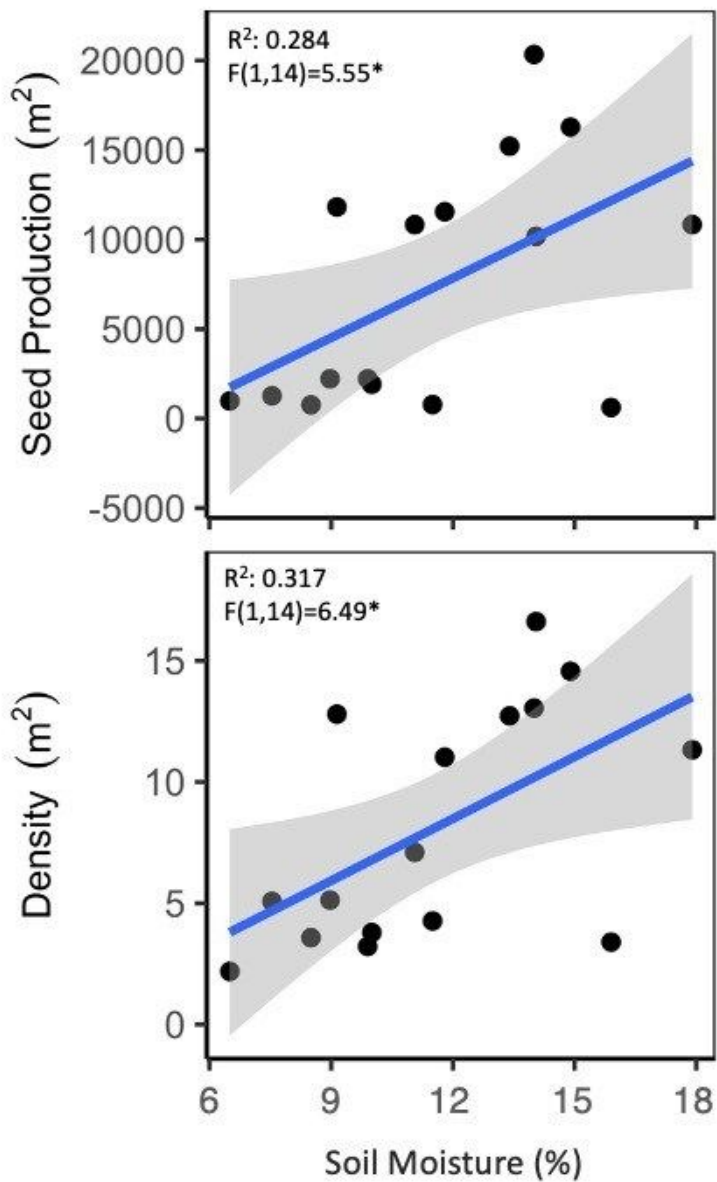 R²: 0.284
F(1,14)=5.55*
20000
15000
10000
5000
0
-5000
Seed Production (m²)
R²: 0.317
F(1,14)=6.49*
15
10
5
0
Density (m²)
6 9 12 15 18
Soil Moisture (%)